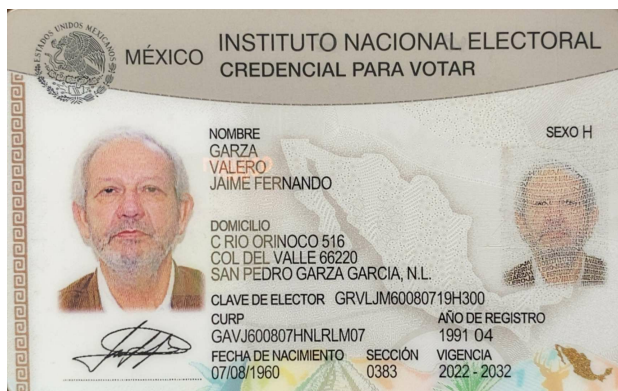 ESTADOS UNIDOS MEXICANOS
MÉXICO
INSTITUTO NACIONAL ELECTORAL
CREDENCIAL PARA VOTAR
NOMBRE
GARZA
VALERO
JAIME FERNANDO
SEXO H
DOMICILIO
C RIO ORINOCO 516
COL DEL VALLE 66220
SAN PEDRO GARZA GARCIA, N.L.
CLAVE DE ELECTOR GRVLJM60080719H300
CURP
GAVJ600807HNLRLM07
AÑO DE REGISTRO
1991 04
FECHA DE NACIMIENTO
07/08/1960
SECCIÓN
0383
VIGENCIA
2022 - 2032